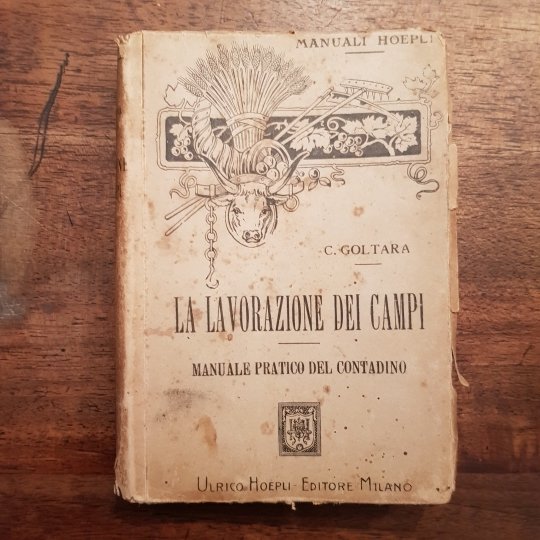 MANUALI HOEPLI
C. GOLTARA
LA LAVORAZIONE DEI CAMPI
MANUALE PRATICO DEL CONTADINO
ULRICO HOEPLI - EDITORE MILANO